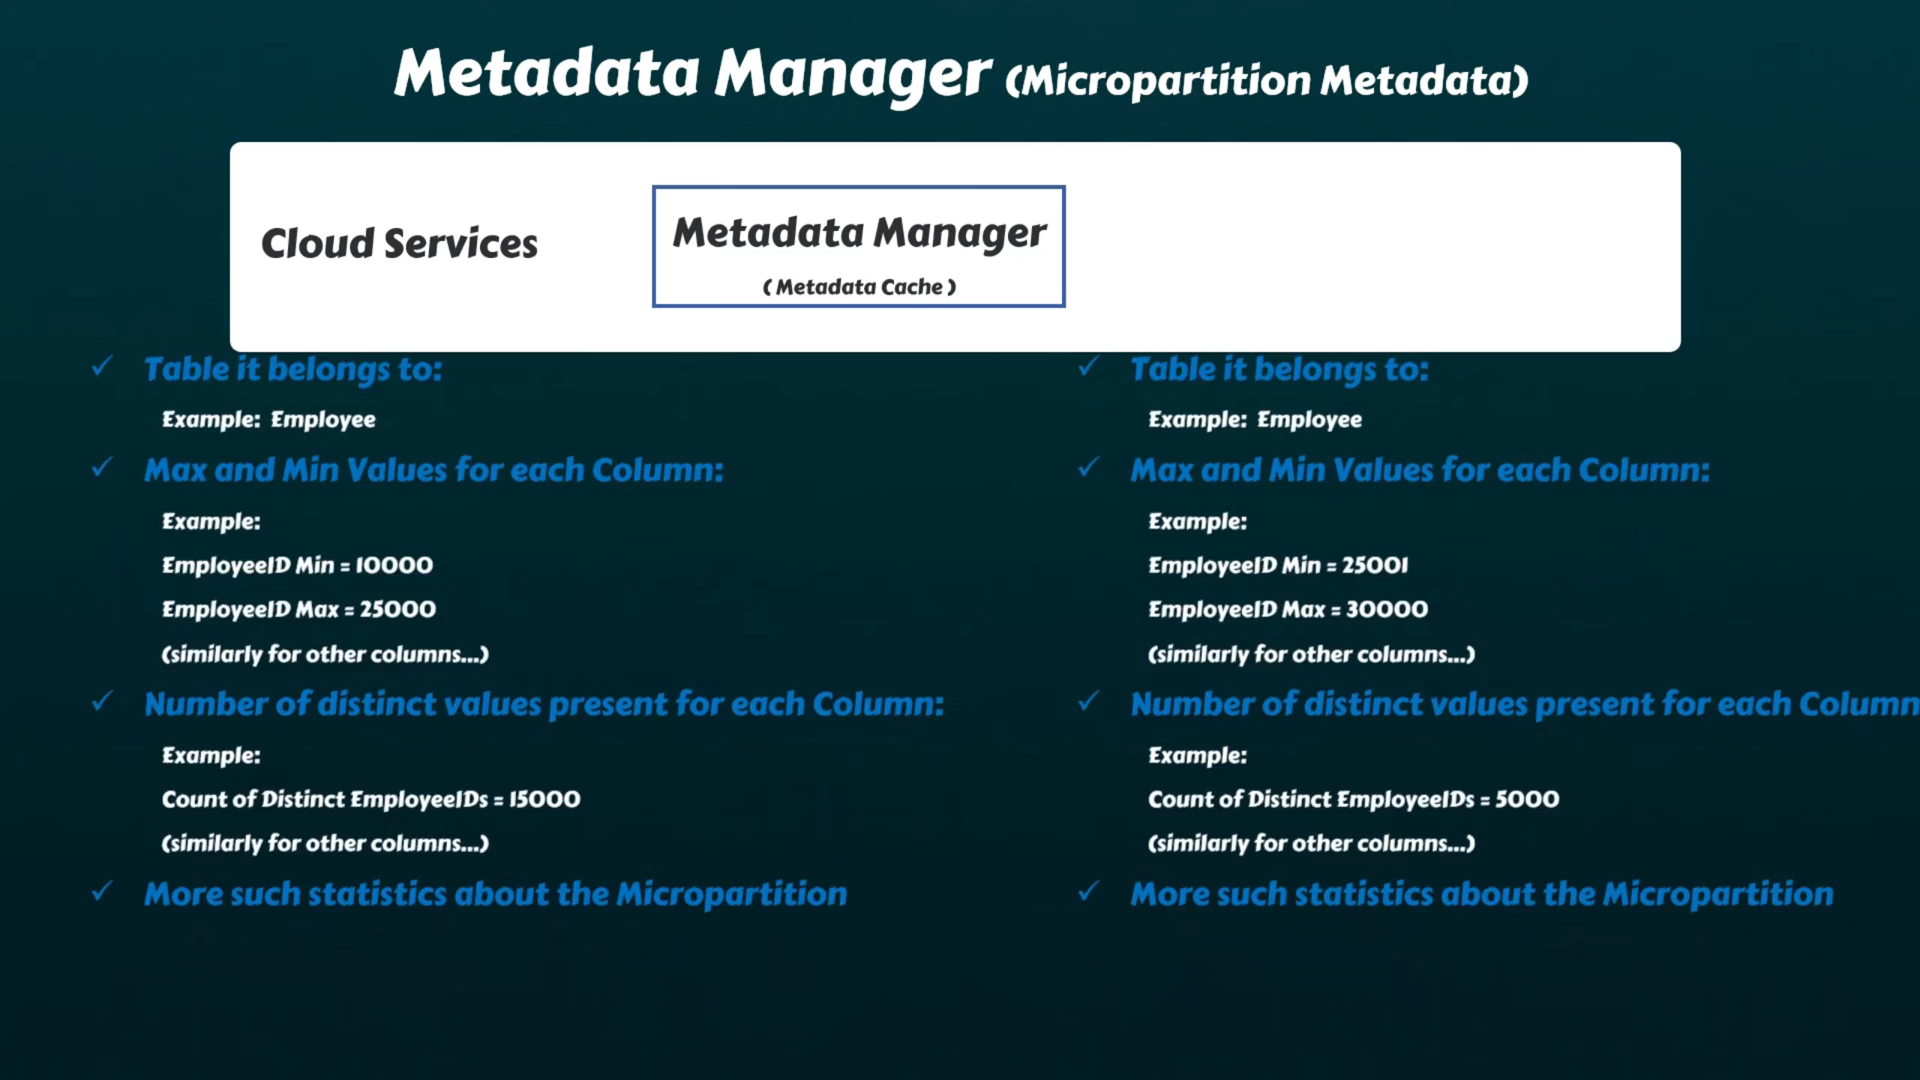 Metadata Manager (Micropartition Metadata)
Cloud Services
Metadata Manager
( Metadata Cache )
Table it belongs to:
Example: Employee
Max and Min Values for each Column:
Example:
EmployeeID Min = 10000
EmployeeID Max = 25000
(similarly for other columns...)
Number of distinct values present for each Column:
Example:
Count of Distinct EmployeeIDs = 15000
(similarly for other columns...)
More such statistics about the Micropartition
Table it belongs to:
Example: Employee
Max and Min Values for each Column:
Example:
EmployeeID Min = 25001
EmployeeID Max = 30000
(similarly for other columns...)
Number of distinct values present for each Column
Example:
Count of Distinct EmployeeIDs = 5000
(similarly for other columns...)
More such statistics about the Micropartition